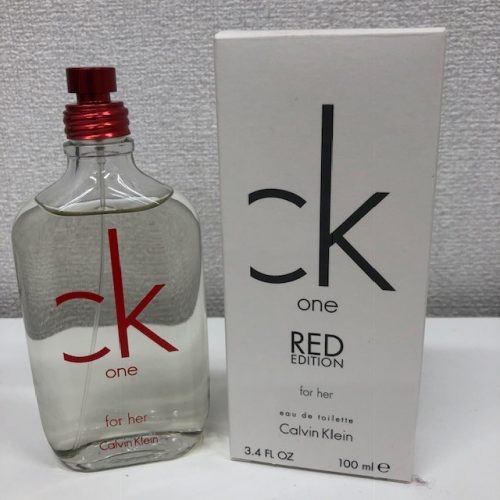 ck
one
for her
Calvin Klein
ck
one
RED
EDITION
for her
eau de toilette
Calvin Klein
3.4 FL OZ 100 ml ℮